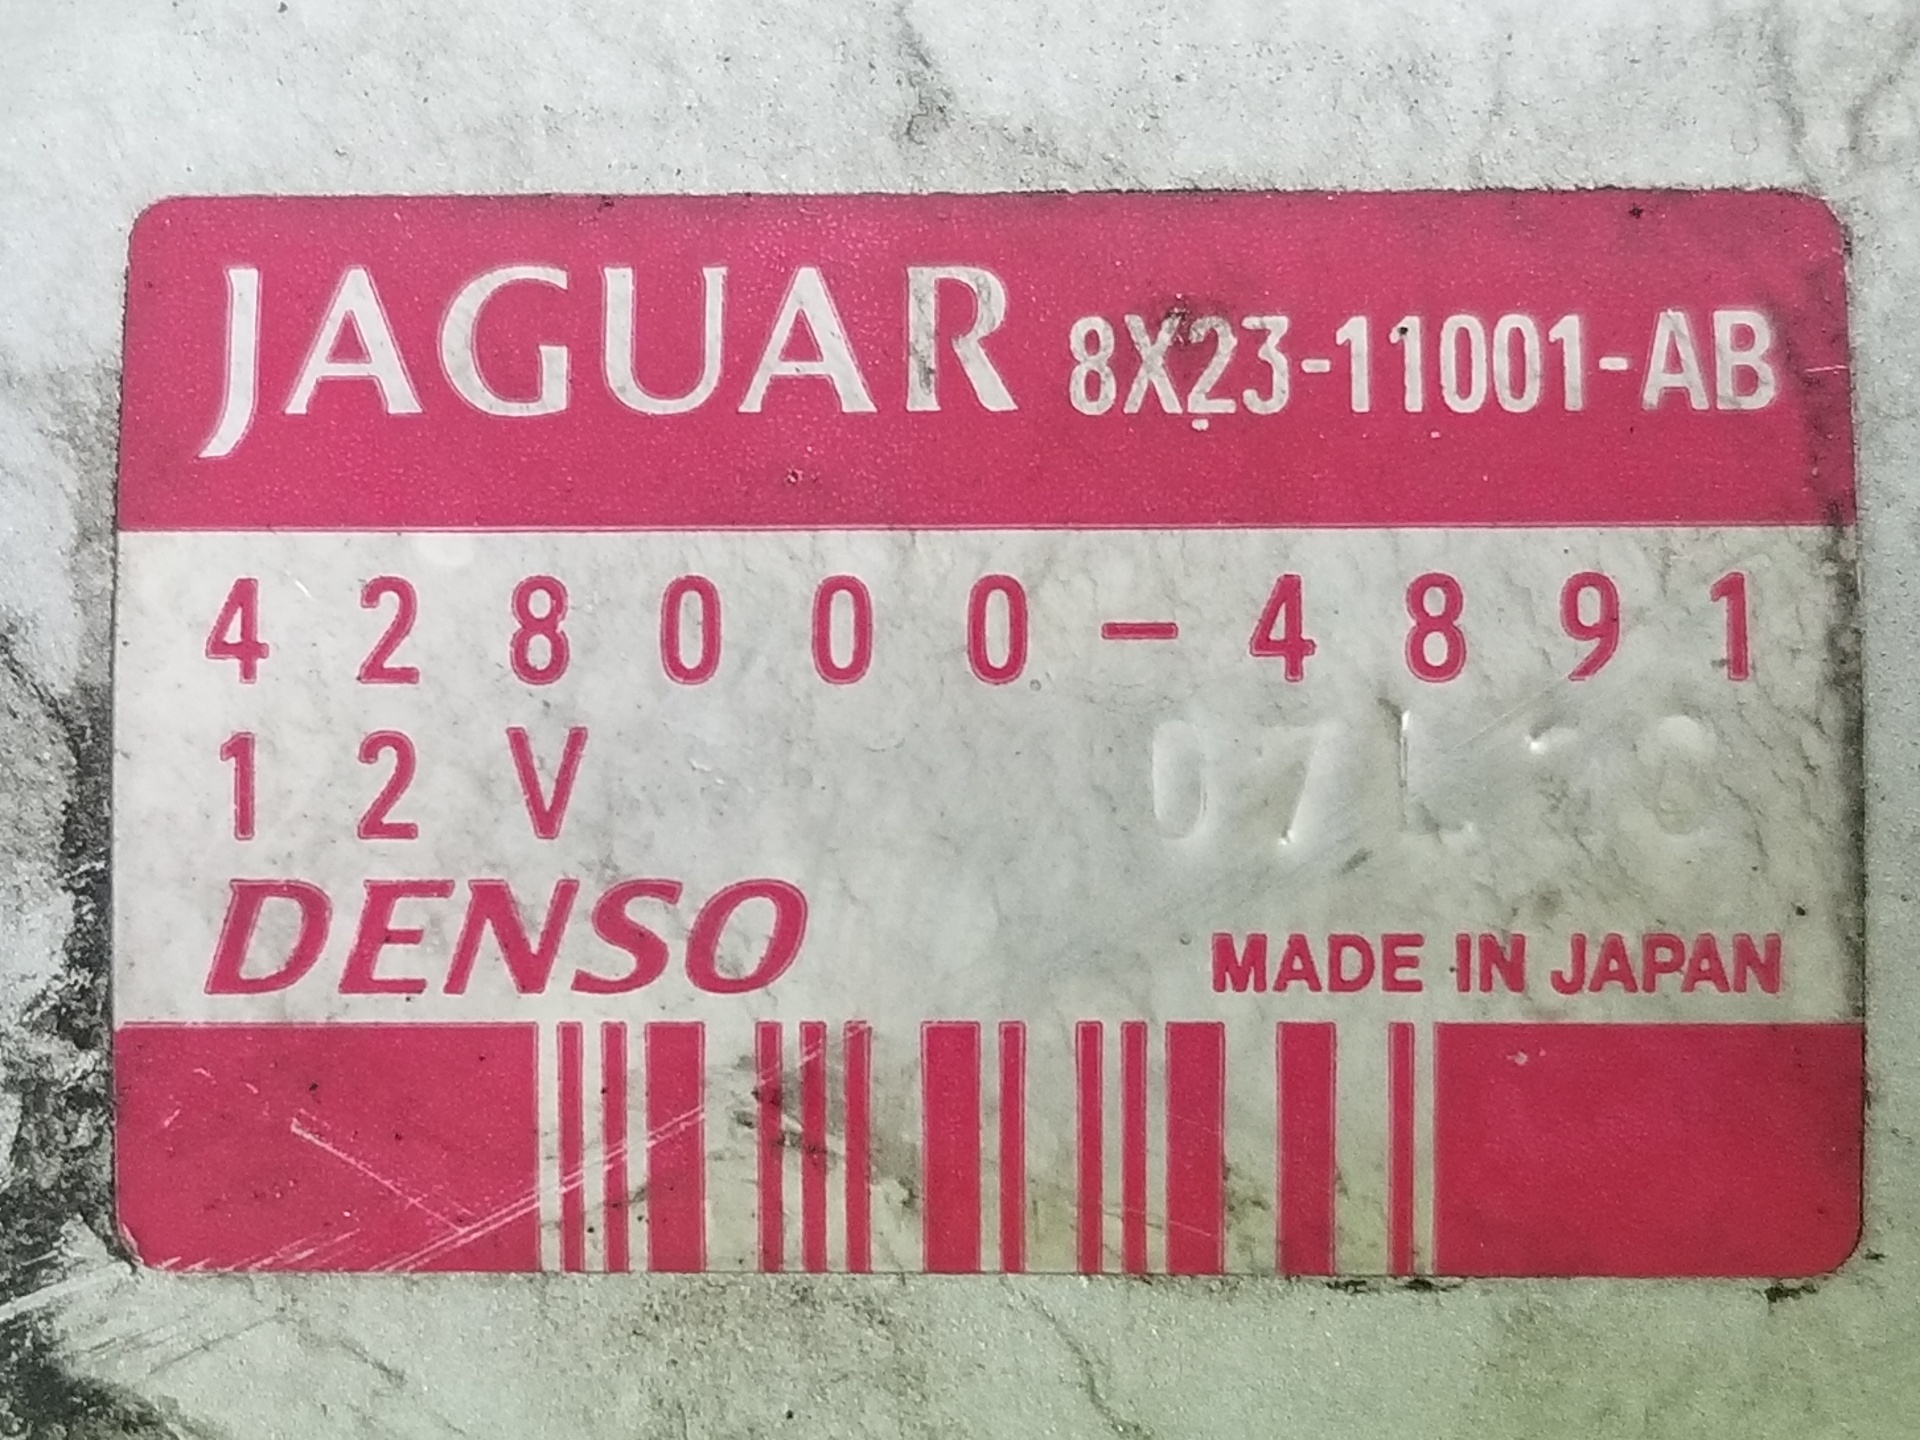 JAGUAR 8X23-11001-AB
428000-4891
12V
DENSO
MADE IN JAPAN